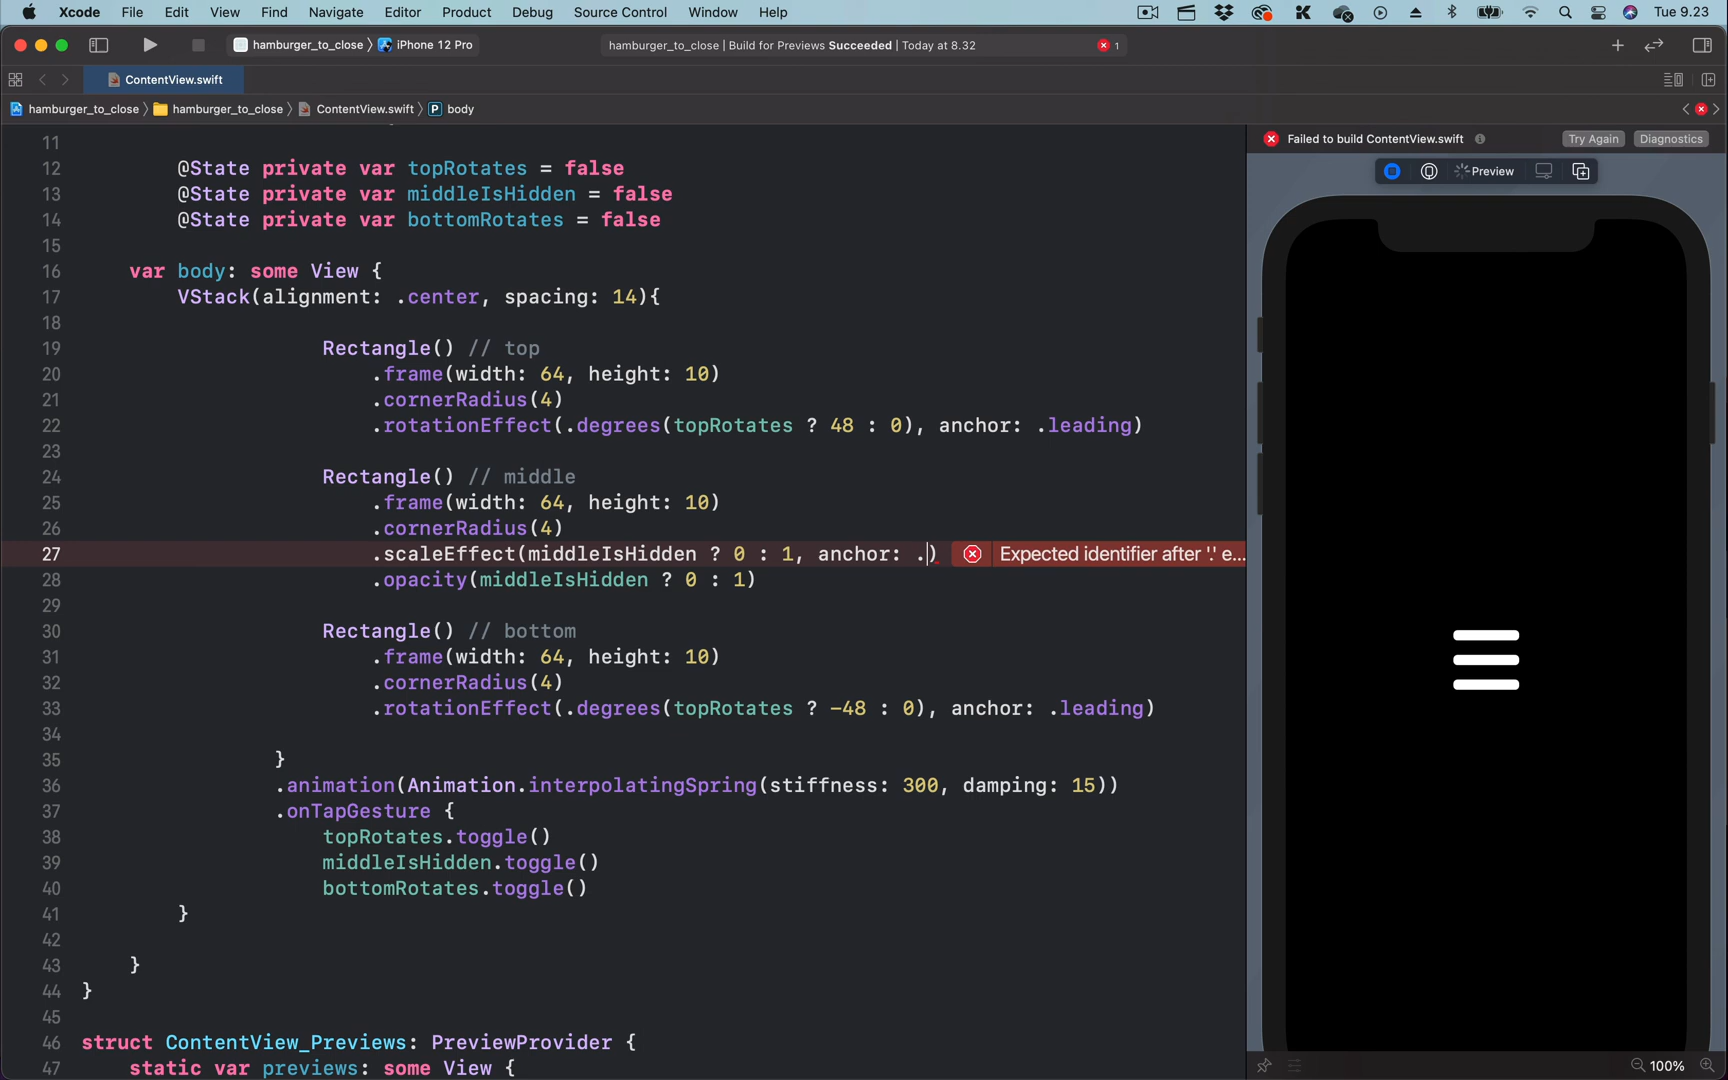 Xcode File Edit View Find Navigate Editor Product Debug Source Control Window Help Tue 9.23
hamburger_to_close 〉 iPhone 12 Pro hamburger_to_close | Build for Previews Succeeded | Today at 8.32 1
ContentView.swift
hamburger_to_close 〉 hamburger_to_close 〉 ContentView.swift 〉 P body
Failed to build ContentView.swift Try Again Diagnostics
Preview
11
12 @State private var topRotates = false
13 @State private var middleIsHidden = false
14 @State private var bottomRotates = false
15
16 var body: some View {
17 VStack(alignment: .center, spacing: 14){
18
19 Rectangle() // top
20 .frame(width: 64, height: 10)
21 .cornerRadius(4)
22 .rotationEffect(.degrees(topRotates ? 48 : 0), anchor: .leading)
23
24 Rectangle() // middle
25 .frame(width: 64, height: 10)
26 .cornerRadius(4)
27 .scaleEffect(middleIsHidden ? 0 : 1, anchor: .) Expected identifier after '.' e...
28 .opacity(middleIsHidden ? 0 : 1)
29
30 Rectangle() // bottom
31 .frame(width: 64, height: 10)
32 .cornerRadius(4)
33 .rotationEffect(.degrees(topRotates ? -48 : 0), anchor: .leading)
34
35 }
36 .animation(Animation.interpolatingSpring(stiffness: 300, damping: 15))
37 .onTapGesture {
38 topRotates.toggle()
39 middleIsHidden.toggle()
40 bottomRotates.toggle()
41 }
42
43 }
44 }
45
46 struct ContentView_Previews: PreviewProvider {
47 static var previews: some View {
100%